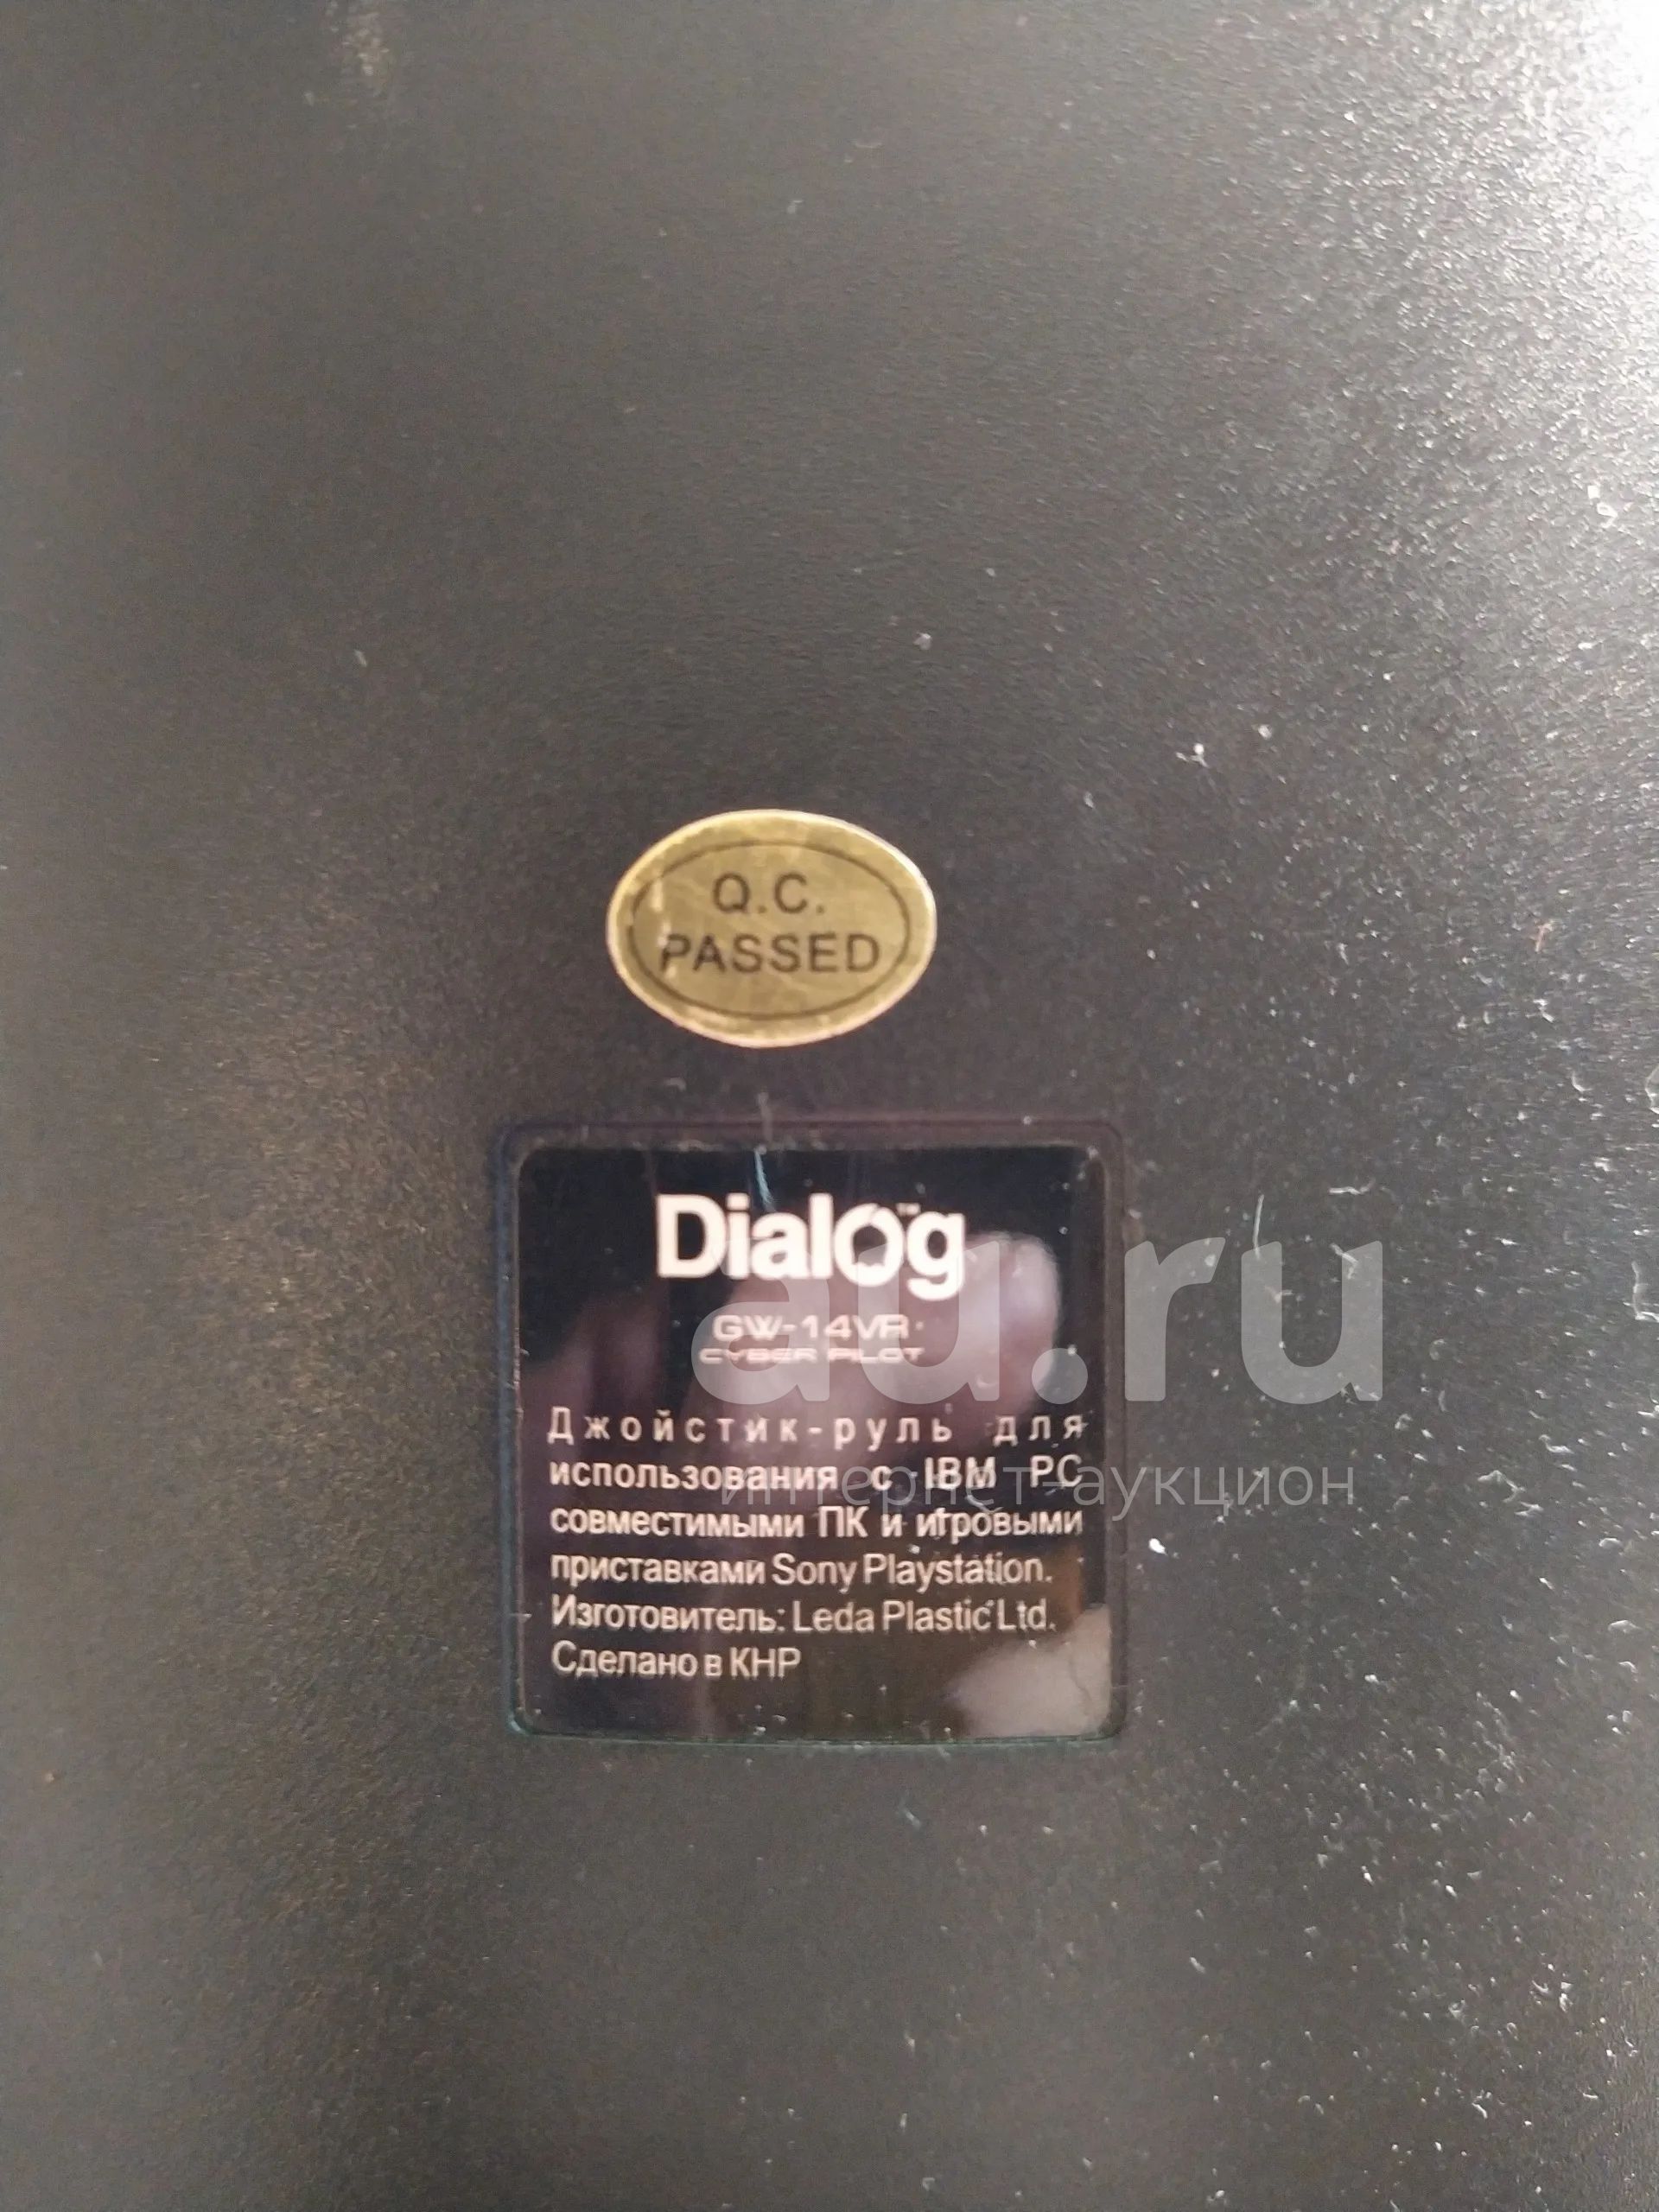 Q.C.
PASSED
Dialog™
GW-14VR
CYBER PILOT
Джойстик-руль для
использования с IBM PC
совместимыми ПК и игровыми
приставками Sony Playstation.
Изготовитель: Leda Plastic Ltd.
Сделано в КНР
au.ru
интернет-аукцион